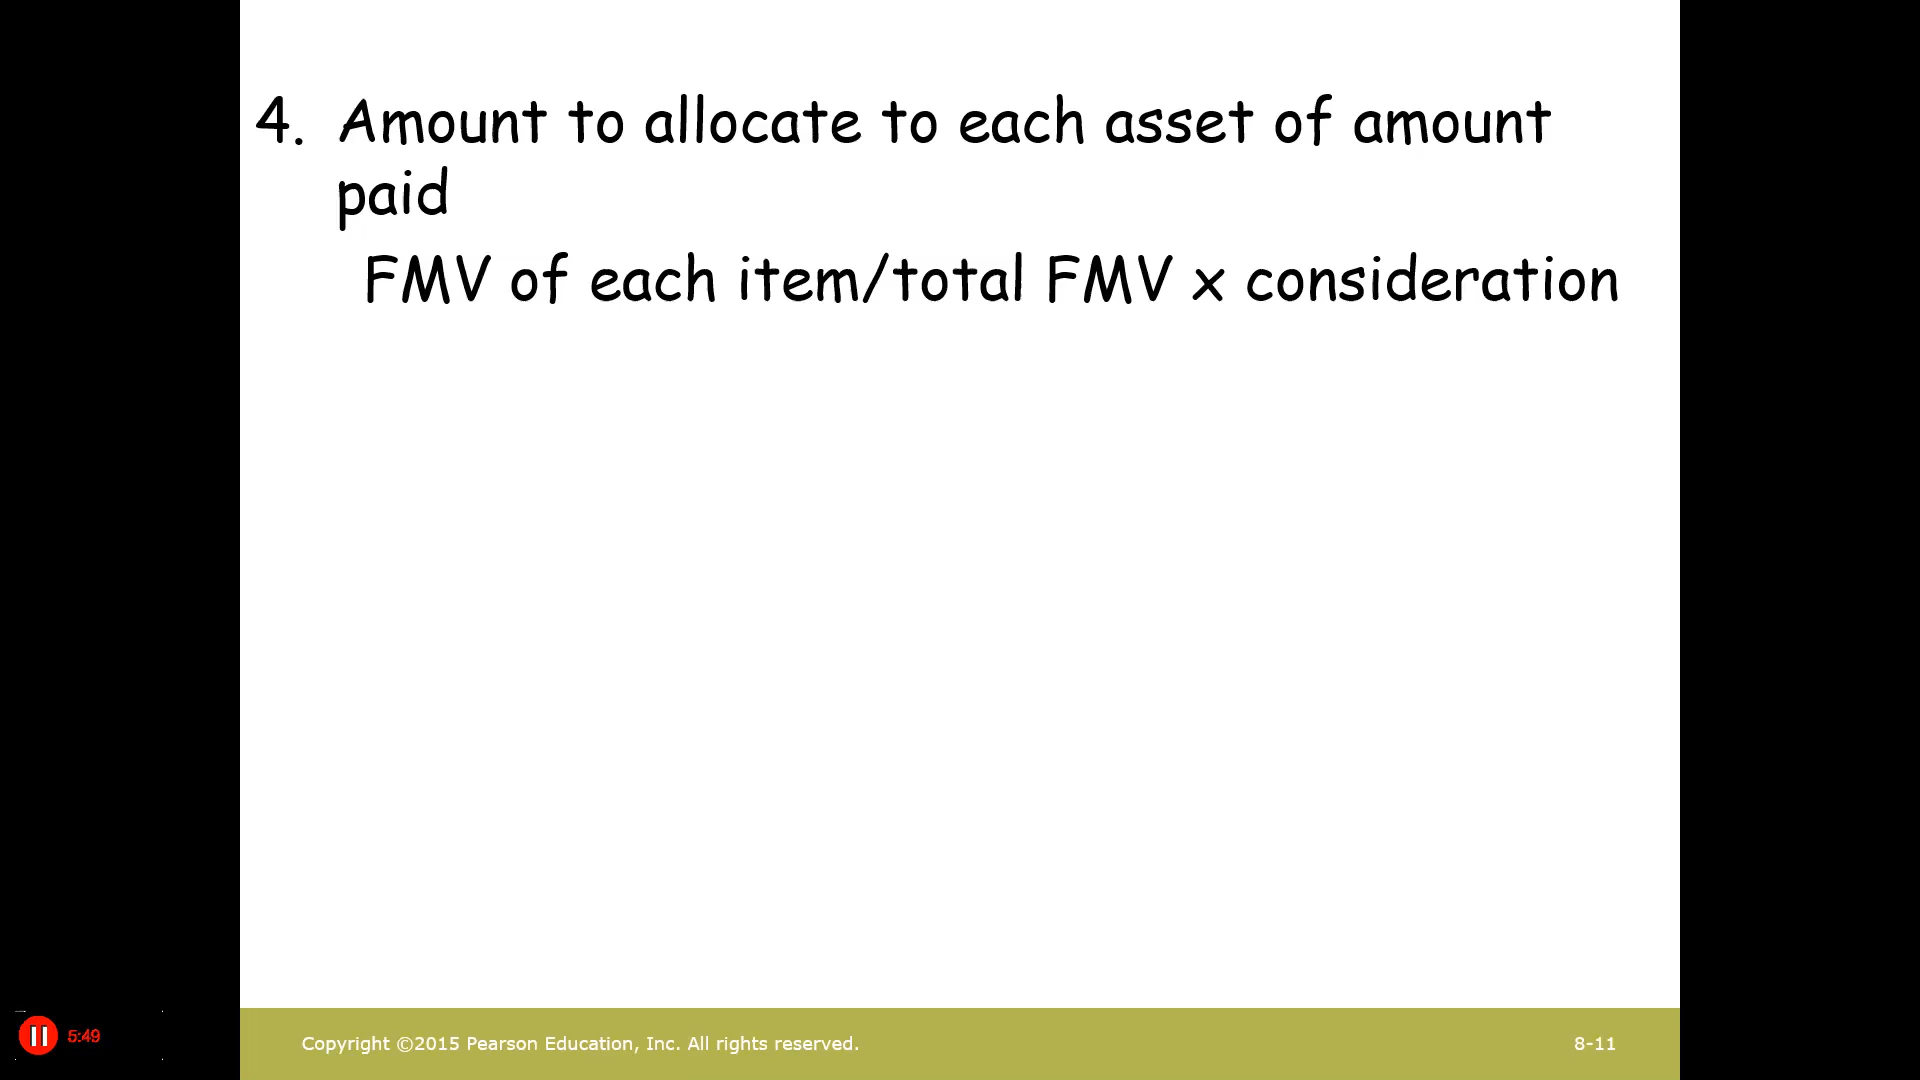 4. Amount to allocate to each asset of amount
paid
FMV of each item/total FMV x consideration
5:49
Copyright ©2015 Pearson Education, Inc. All rights reserved.
8-11